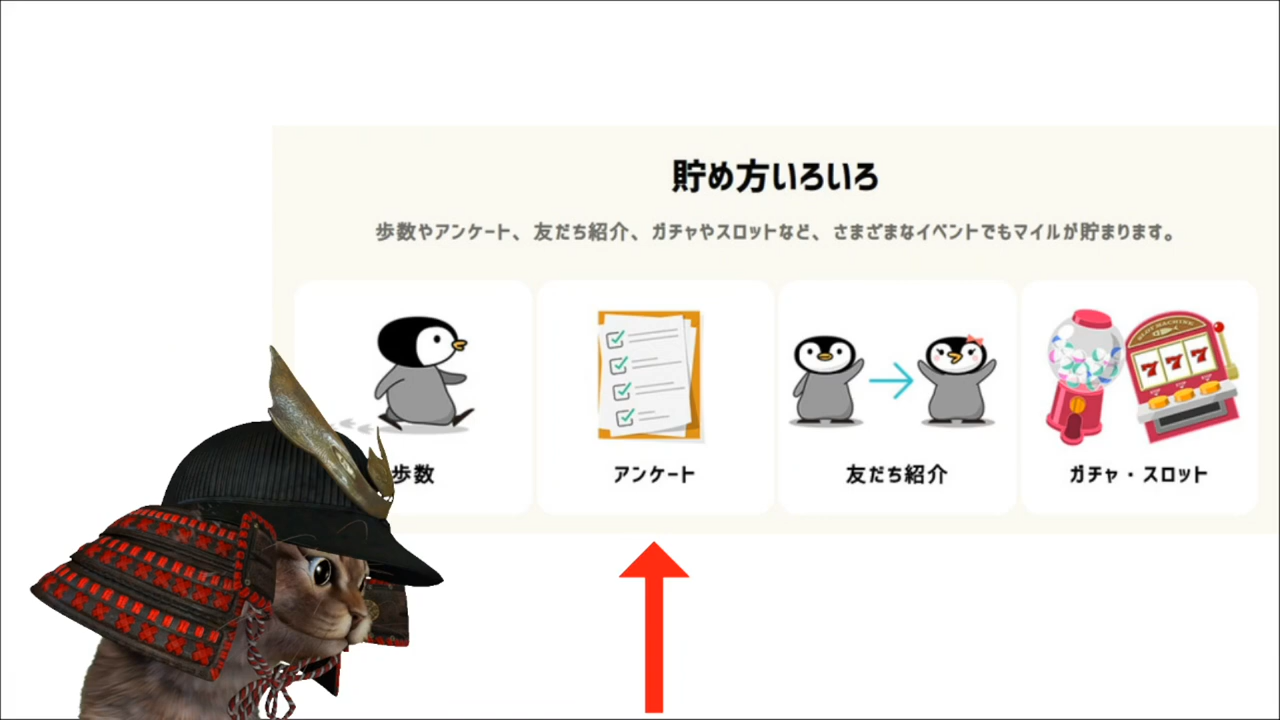 貯め方いろいろ
歩数やアンケート、友だち紹介、ガチャやスロットなど、さまざまなイベントでもマイルが貯まります。
SLOT MACHINE
777
歩数
アンケート
友だち紹介
ガチャ・スロット